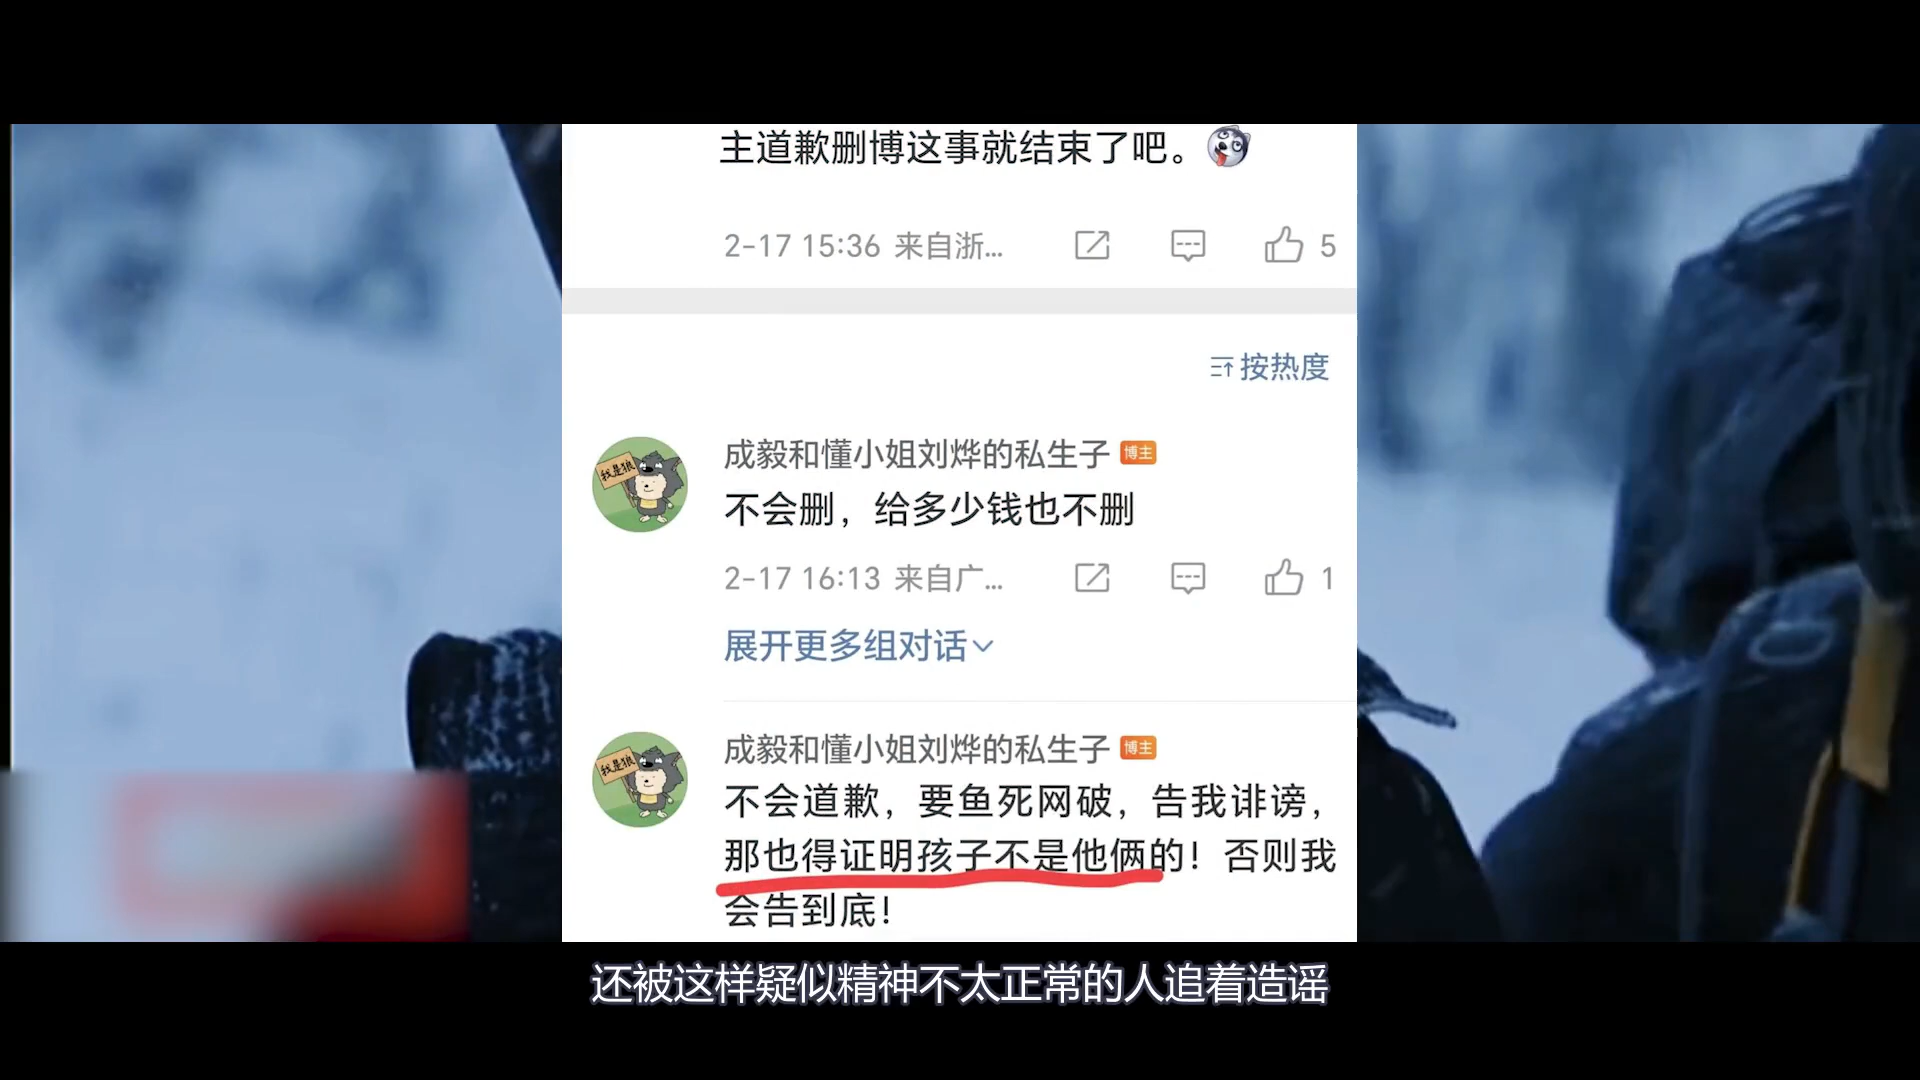 主道歉删博这事就结束了吧。
2-17 15:36 来自浙... 5
按热度
我是狼
成毅和懂小姐刘烨的私生子 博主
不会删，给多少钱也不删
2-17 16:13 来自广... 1
展开更多组对话
我是狼
成毅和懂小姐刘烨的私生子 博主
不会道歉，要鱼死网破，告我诽谤，
那也得证明孩子不是他俩的！否则我
会告到底！
还被这样疑似精神不太正常的人追着造谣